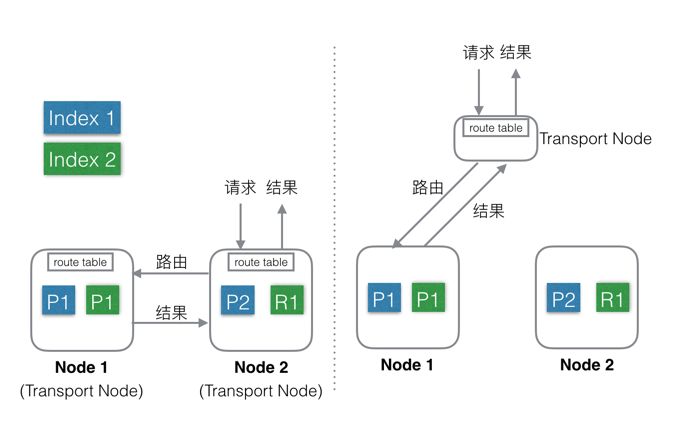 Index 1
Index 2
请求 结果
route table
路由
route table
P1 P1
P2 R1
结果
Node 1
(Transport Node)
Node 2
(Transport Node)
请求 结果
route table
Transport Node
路由
结果
P1 P1
P2 R1
Node 1
Node 2